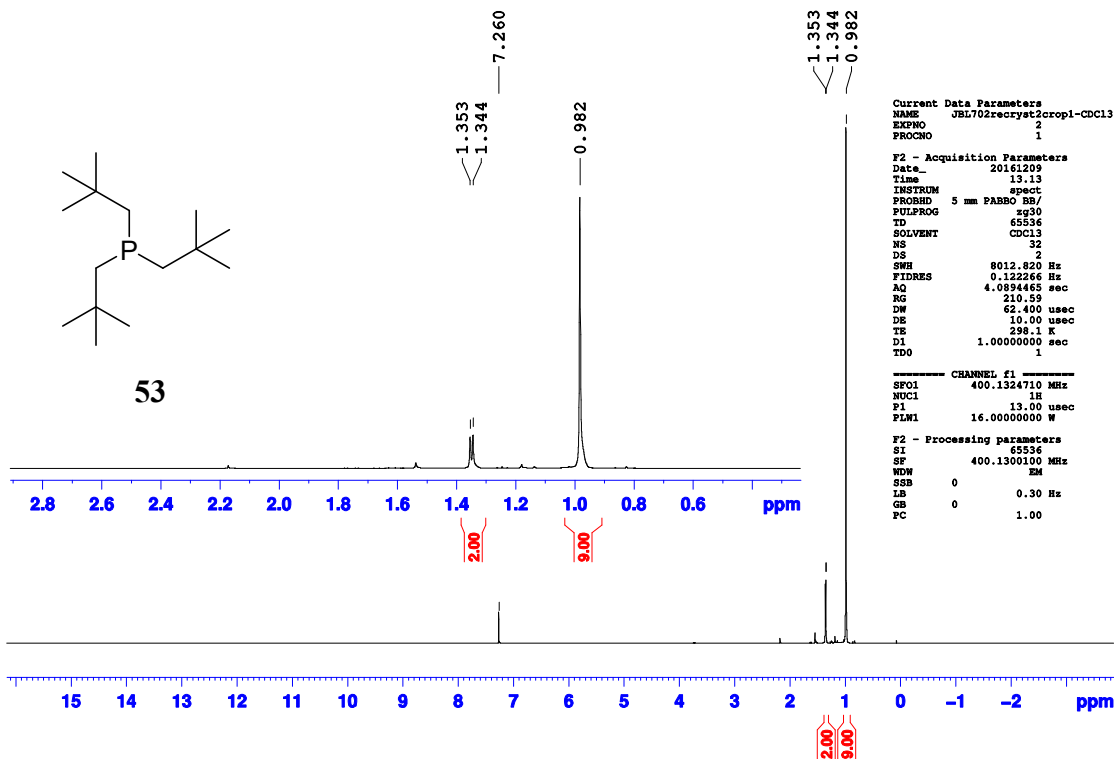 7.260
1.353
1.344
0.982
1.353
1.344
0.982
P
53
2.8 2.6 2.4 2.2 2.0 1.8 1.6 1.4 1.2 1.0 0.8 0.6 ppm
2.00
9.00
15 14 13 12 11 10 9 8 7 6 5 4 3 2 1 0 -1 -2 ppm
2.00
9.00
Current Data Parameters
NAME JBL702recryst2crop1-CDCl3
EXPNO 2
PROCNO 1
F2 - Acquisition Parameters
Date_ 20161209
Time 13.13
INSTRUM spect
PROBHD 5 mm PABBO BB/
PULPROG zg30
TD 65536
SOLVENT CDCl3
NS 32
DS 2
SWH 8012.820 Hz
FIDRES 0.122266 Hz
AQ 4.0894465 sec
RG 210.59
DW 62.400 usec
DE 10.00 usec
TE 298.1 K
D1 1.00000000 sec
TD0 1
======== CHANNEL f1 ========
SFO1 400.1324710 MHz
NUC1 1H
P1 13.00 usec
PLW1 16.00000000 W
F2 - Processing parameters
SI 65536
SF 400.1300100 MHz
WDW EM
SSB 0
LB 0.30 Hz
GB 0
PC 1.00